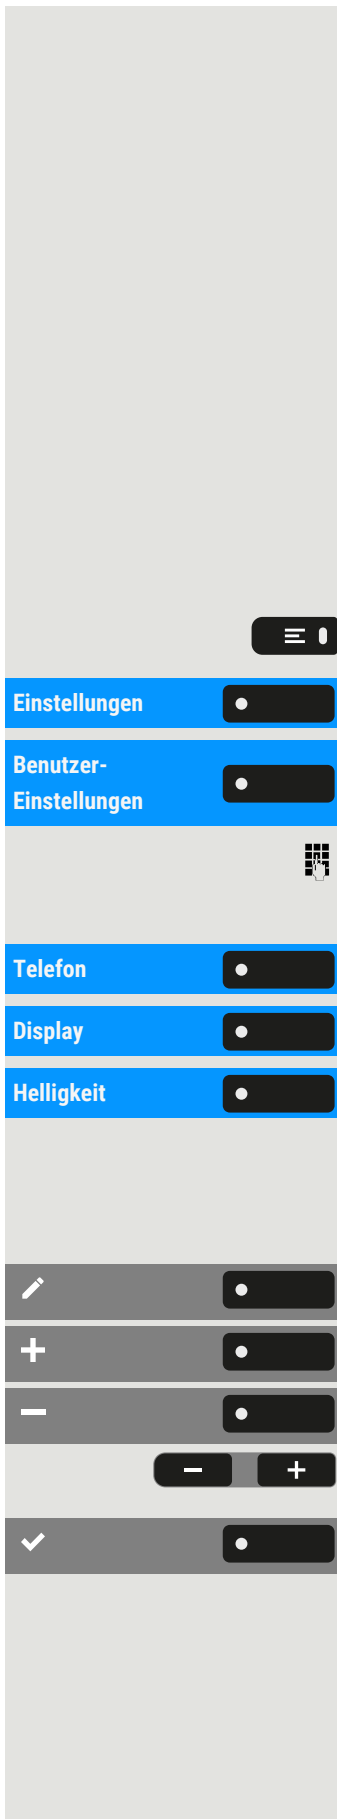 Einstellungen
Benutzer-
Einstellungen
Telefon
Display
Helligkeit